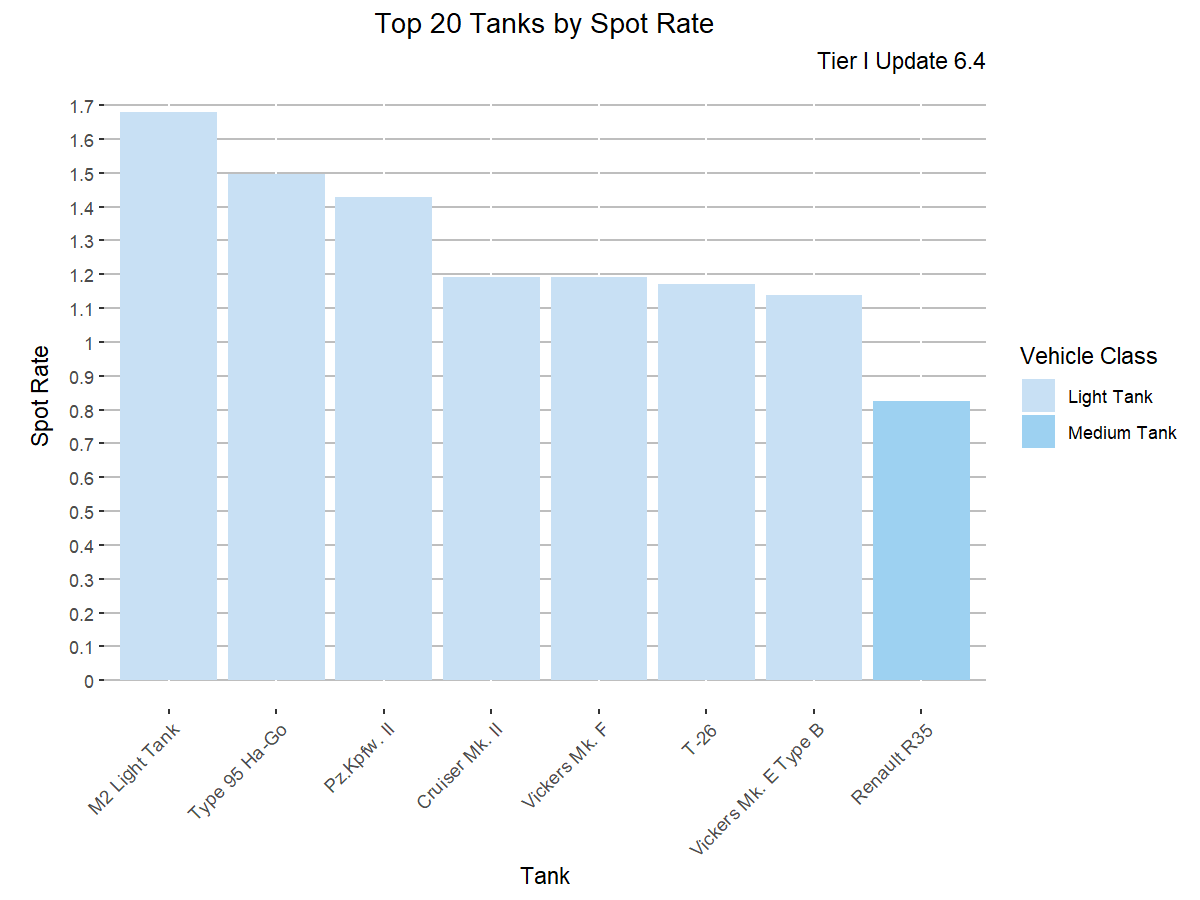 Top 20 Tanks by Spot Rate
Tier I Update 6.4
1.7
1.6
1.5
1.4
1.3
1.2
1.1
1
0.9
0.8
0.7
0.6
0.5
0.4
0.3
0.2
0.1
0
Spot Rate
M2 Light Tank
Type 95 Ha-Go
Pz.Kpfw. II
Cruiser Mk. II
Vickers Mk. F
T-26
Vickers Mk. E Type B
Renault R35
Tank
Vehicle Class
Light Tank
Medium Tank